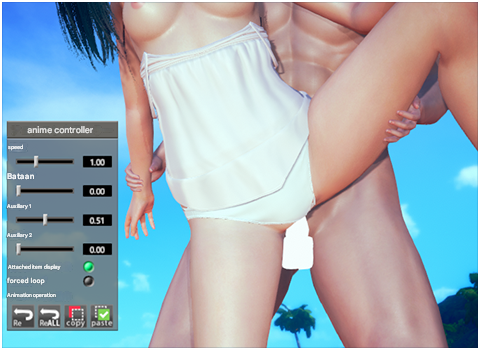 anime controller
speed
1.00
Bataan
0.00
Auxiliary 1
0.51
Auxiliary 2
0.00
Attached item display
forced loop
Animation operation
Re ReALL copy paste